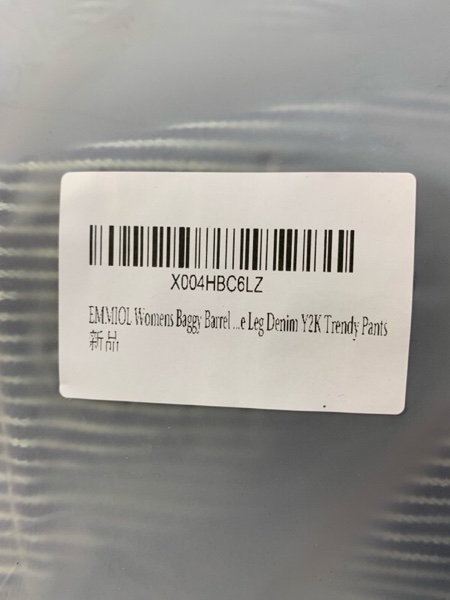 X004HBC6LZ
EMMIOL Womens Baggy Barrel ...e Leg Denim Y2K Trendy Pants
新品